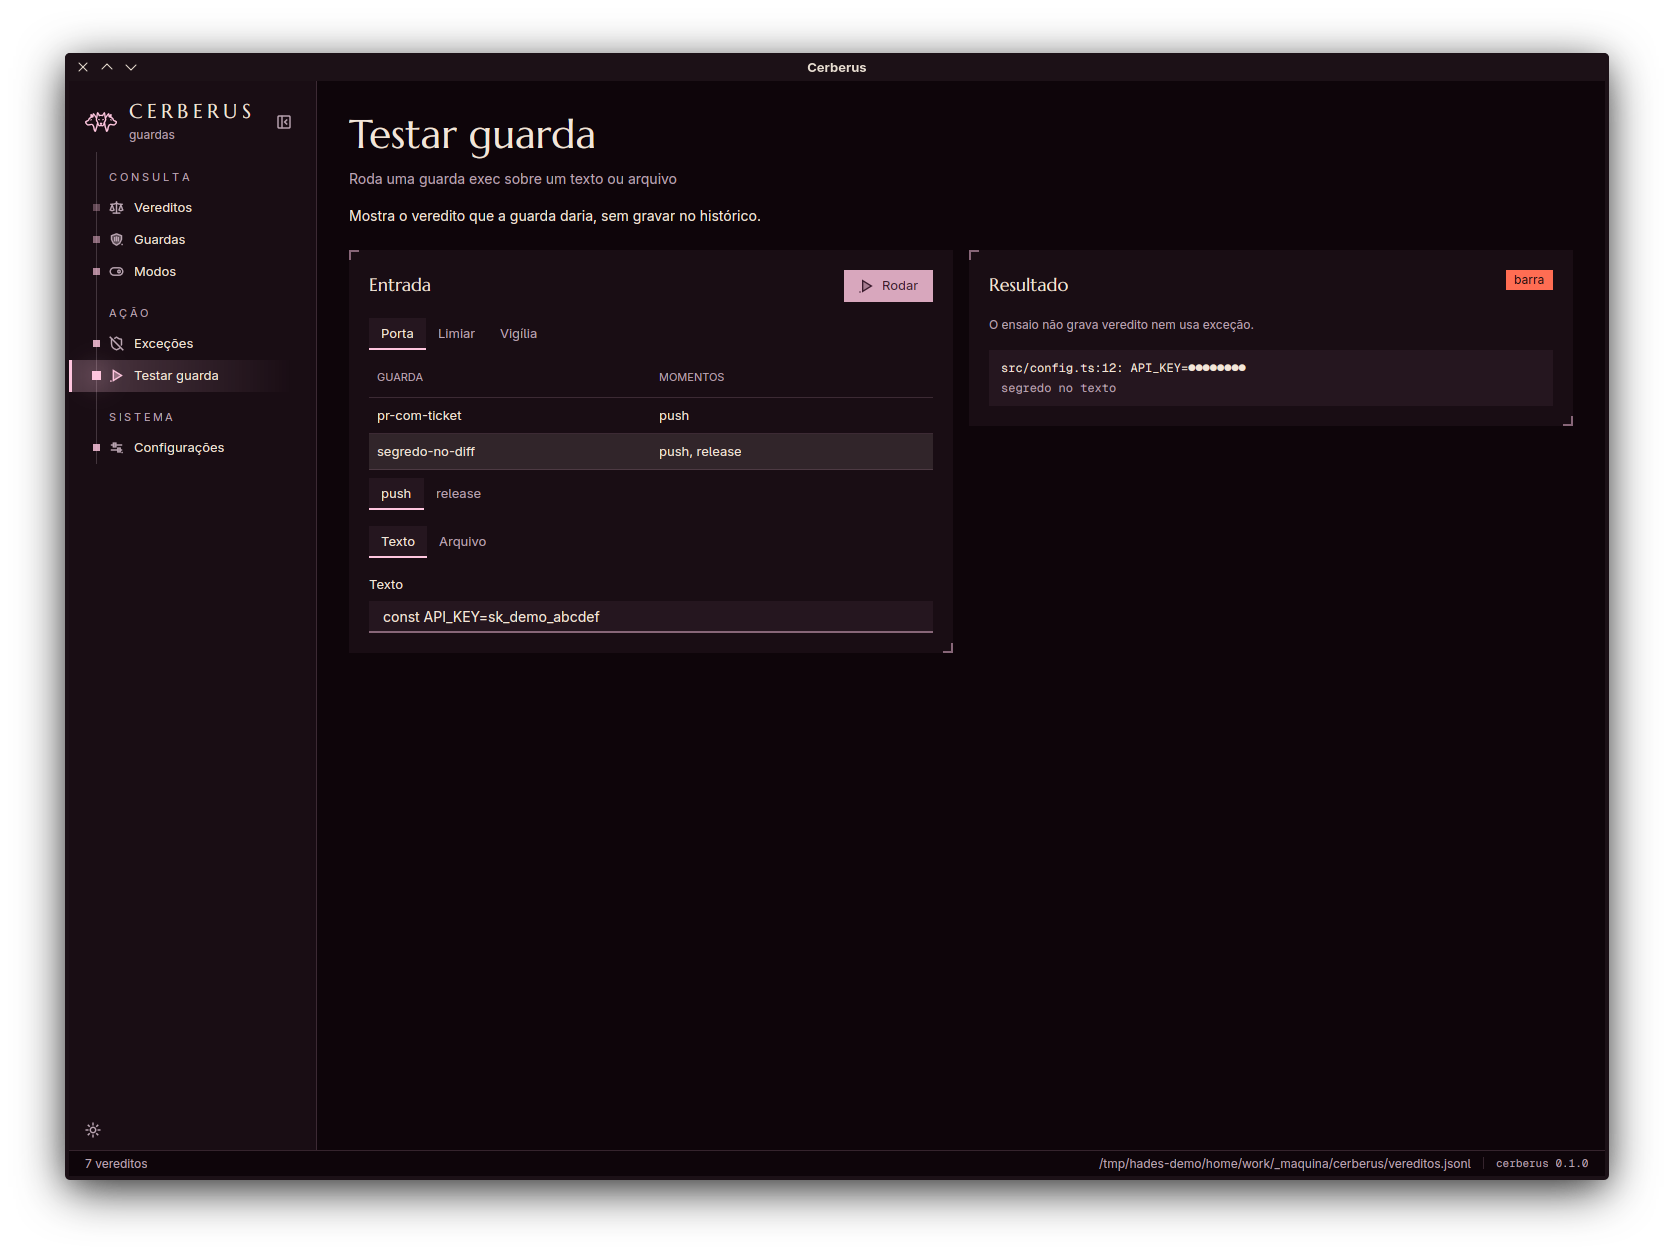 Cerberus
CERBERUS
guardas
CONSULTA
Vereditos
Guardas
Modos
AÇÃO
Exceções
Testar guarda
SISTEMA
Configurações
Testar guarda
Roda uma guarda exec sobre um texto ou arquivo
Mostra o veredito que a guarda daria, sem gravar no histórico.
Entrada
Rodar
Porta Limiar Vigília
GUARDA MOMENTOS
pr-com-ticket push
segredo-no-diff push, release
push release
Texto Arquivo
Texto
const API_KEY=sk_demo_abcdef
Resultado
barra
O ensaio não grava veredito nem usa exceção.
src/config.ts:12: API_KEY=●●●●●●●●
segredo no texto
7 vereditos
/tmp/hades-demo/home/work/_maquina/cerberus/vereditos.jsonl
cerberus 0.1.0